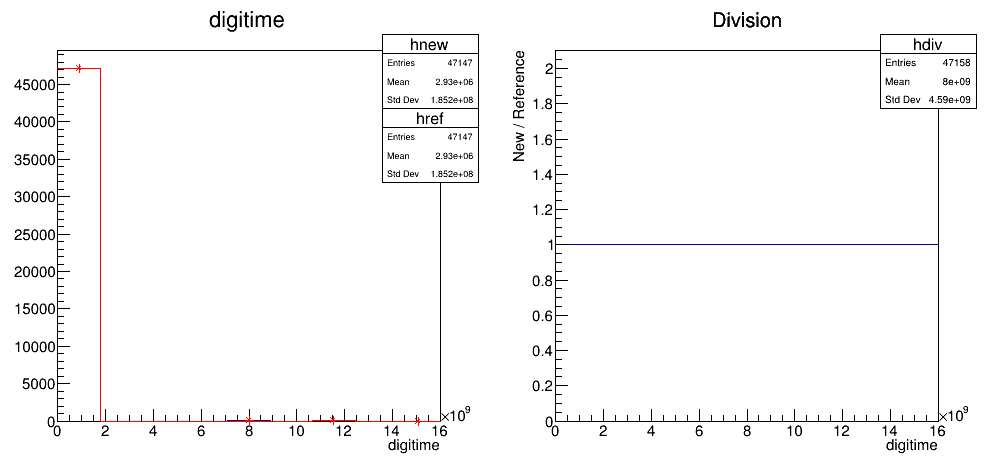 digitime
hnew
Entries 47147
Mean 2.93e+06
Std Dev 1.852e+08
href
Entries 47147
Mean 2.93e+06
Std Dev 1.852e+08
45000
40000
35000
30000
25000
20000
15000
10000
5000
0
0 2 4 6 8 10 12 14 16
×10⁹
digitime
Division
hdiv
Entries 47158
Mean 8e+09
Std Dev 4.59e+09
New / Reference
2
1.8
1.6
1.4
1.2
1
0.8
0.6
0.4
0.2
0
0 2 4 6 8 10 12 14 16
×10⁹
digitime